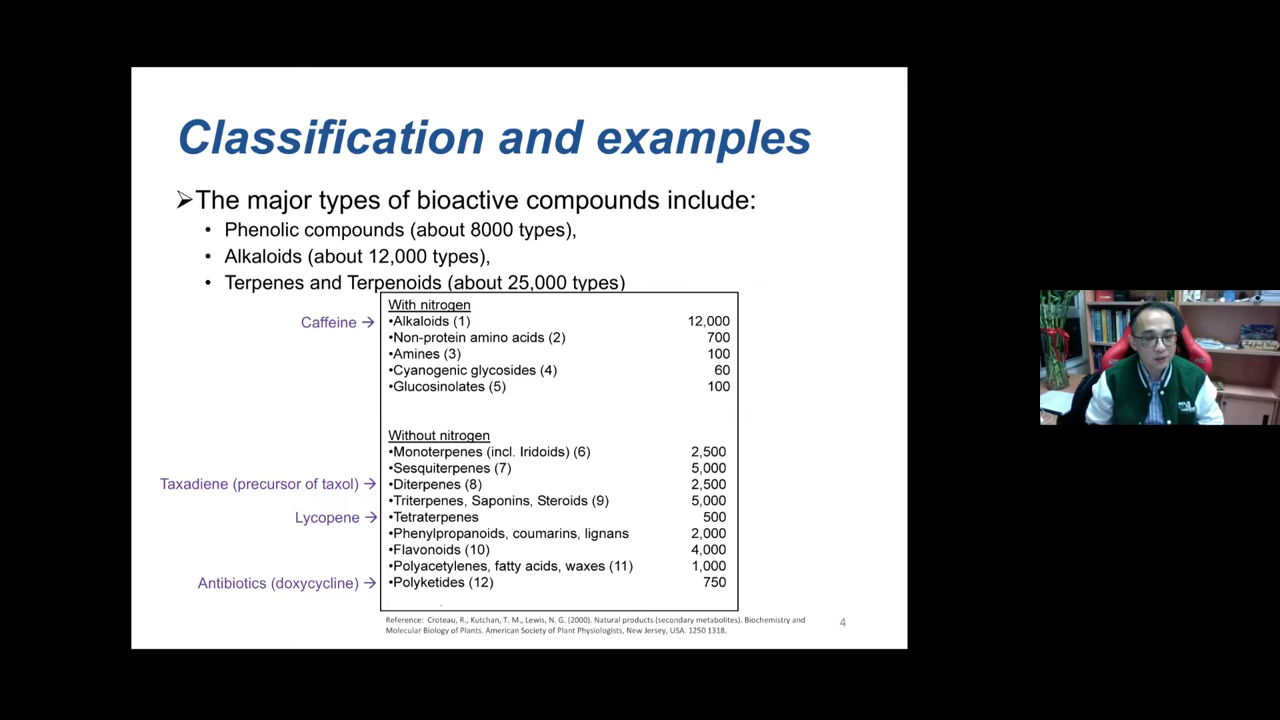 Classification and examples
➢The major types of bioactive compounds include:
• Phenolic compounds (about 8000 types),
• Alkaloids (about 12,000 types),
• Terpenes and Terpenoids (about 25,000 types)
With nitrogen
Caffeine → •Alkaloids (1) 12,000
•Non-protein amino acids (2) 700
•Amines (3) 100
•Cyanogenic glycosides (4) 60
•Glucosinolates (5) 100
Without nitrogen
•Monoterpenes (incl. Iridoids) (6) 2,500
•Sesquiterpenes (7) 5,000
Taxadiene (precursor of taxol) → •Diterpenes (8) 2,500
•Triterpenes, Saponins, Steroids (9) 5,000
Lycopene → •Tetraterpenes 500
•Phenylpropanoids, coumarins, lignans 2,000
•Flavonoids (10) 4,000
•Polyacetylenes, fatty acids, waxes (11) 1,000
Antibiotics (doxycycline) → •Polyketides (12) 750
Reference: Croteau, R., Kutchan, T. M., Lewis, N. G. (2000). Natural products (secondary metabolites). Biochemistry and
Molecular Biology of Plants. American Society of Plant Physiologists, New Jersey, USA. 1250 1318.
4